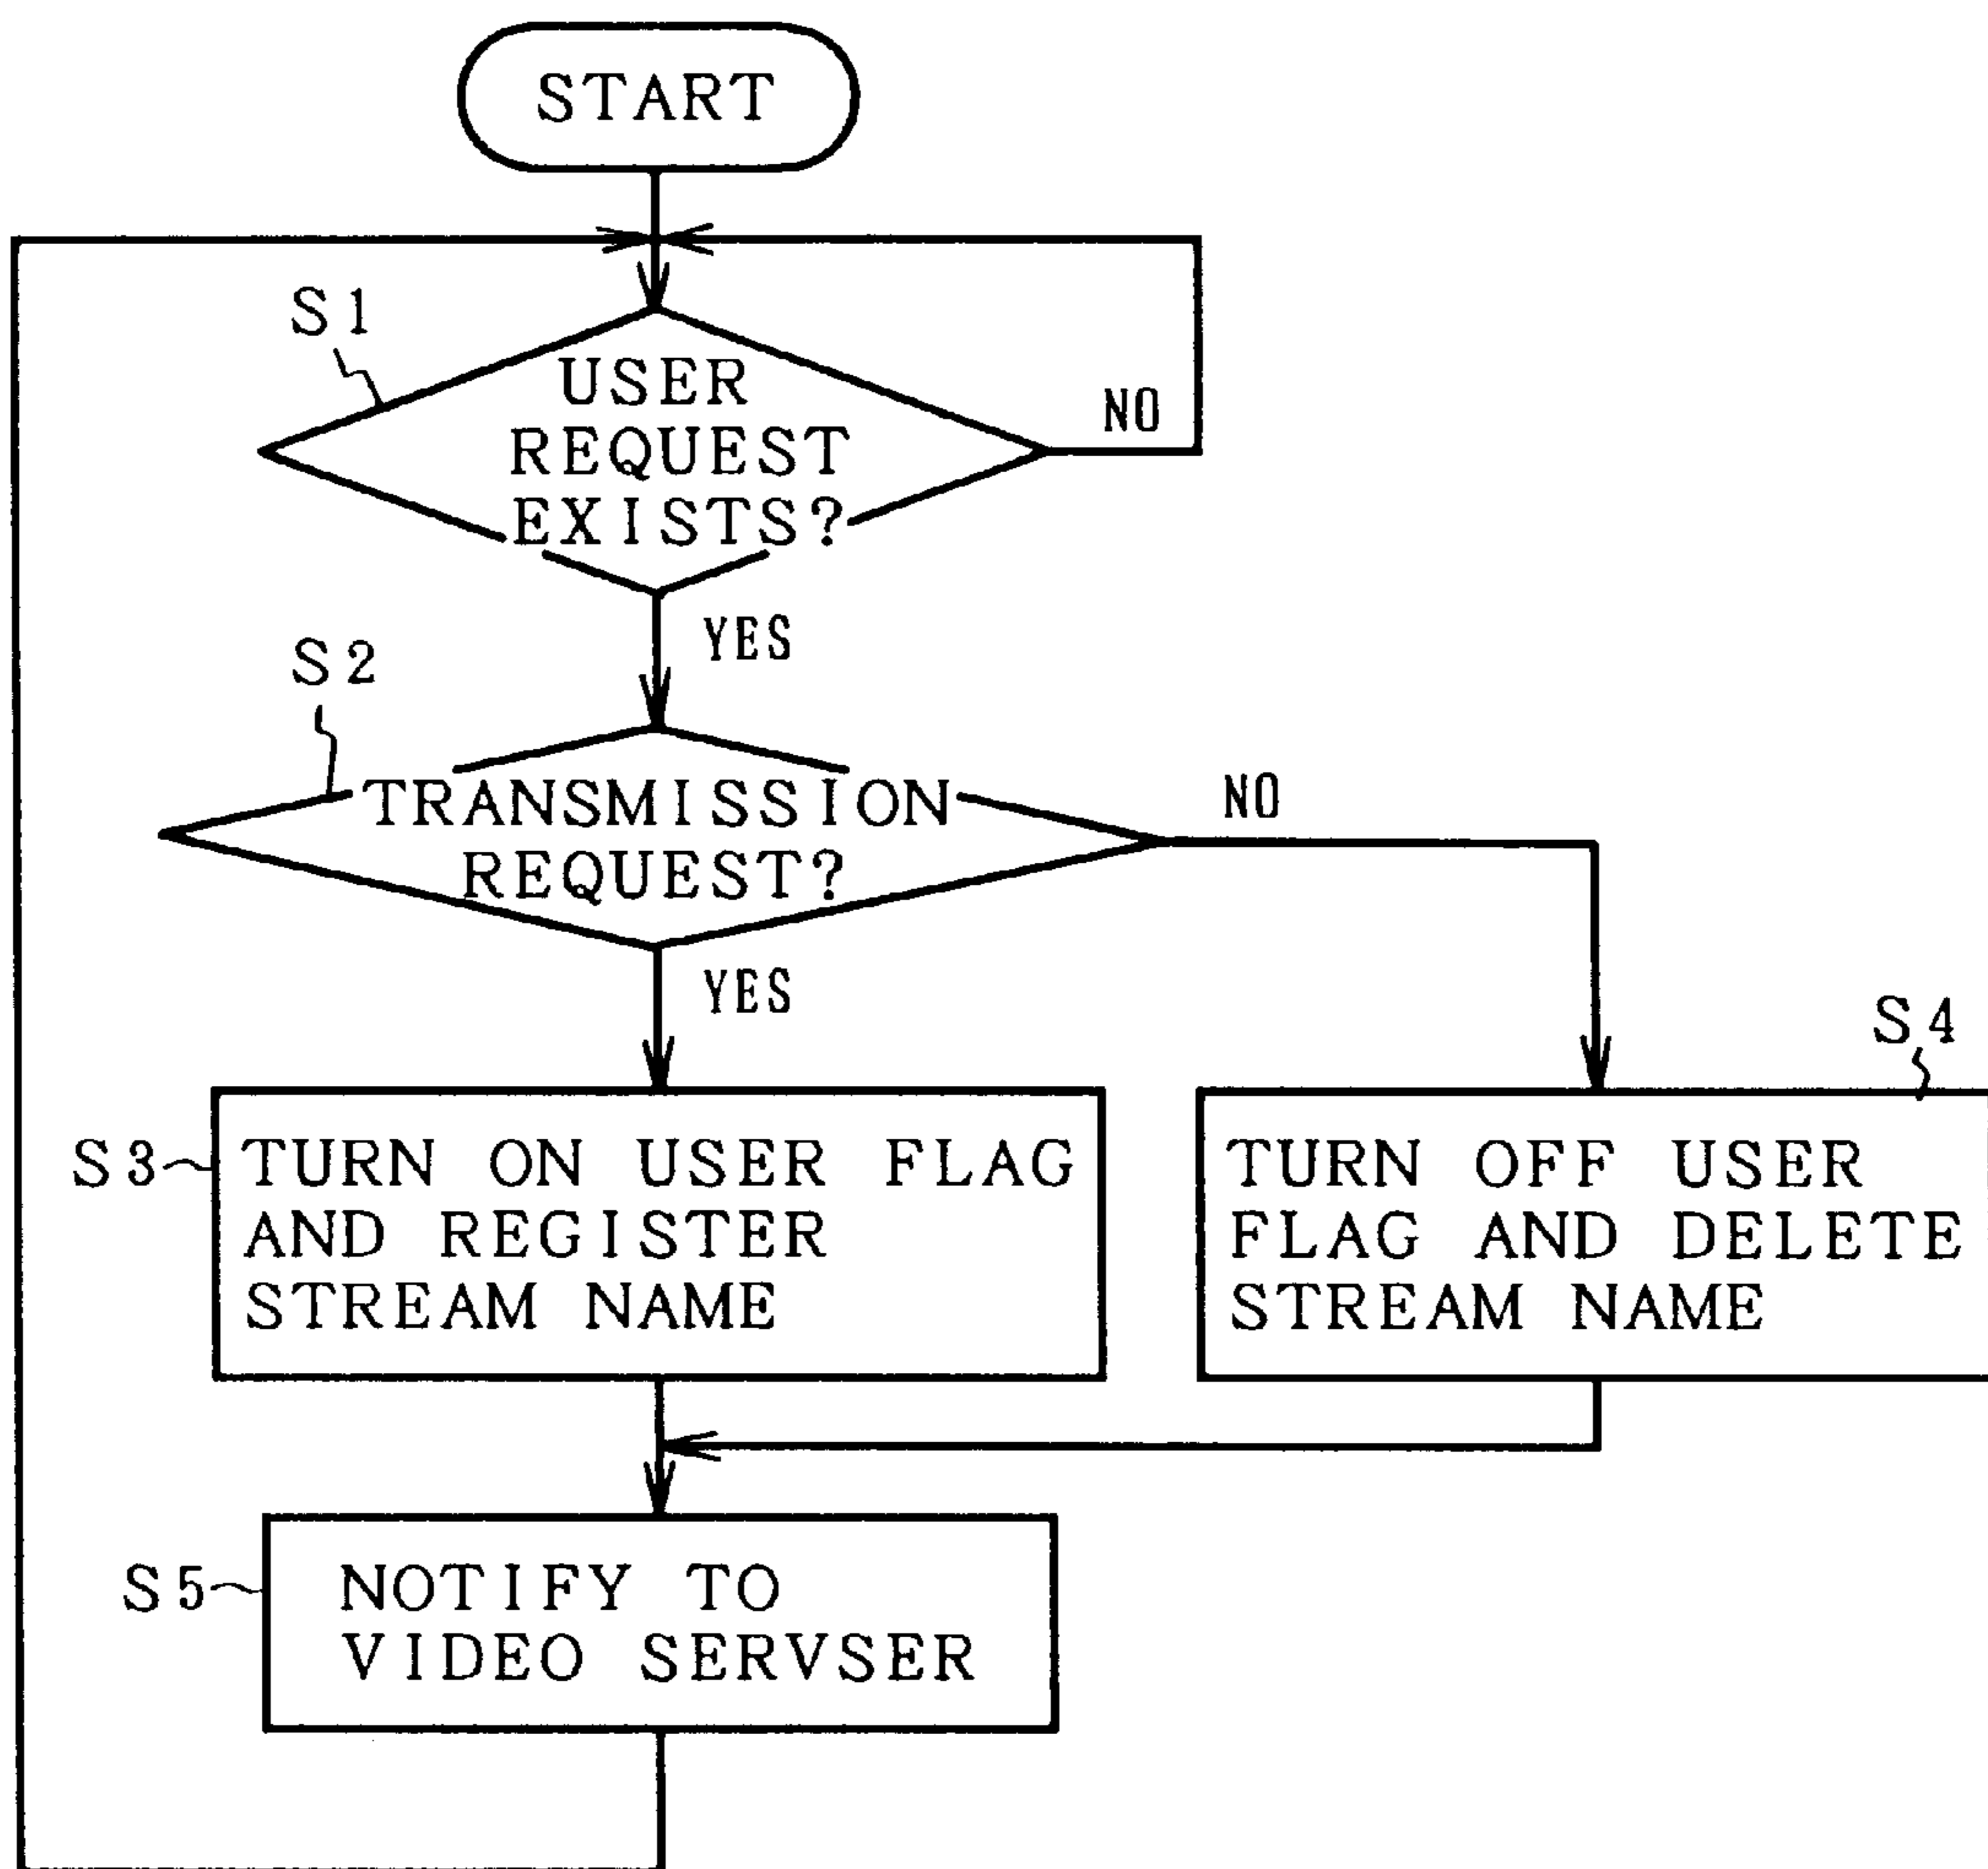 START
S1
USER
REQUEST
EXISTS?
NO
YES
S2
TRANSMISSION
REQUEST?
NO
YES
S3
TURN ON USER FLAG
AND REGISTER
STREAM NAME
S4
TURN OFF USER
FLAG AND DELETE
STREAM NAME
S5
NOTIFY TO
VIDEO SERVSER